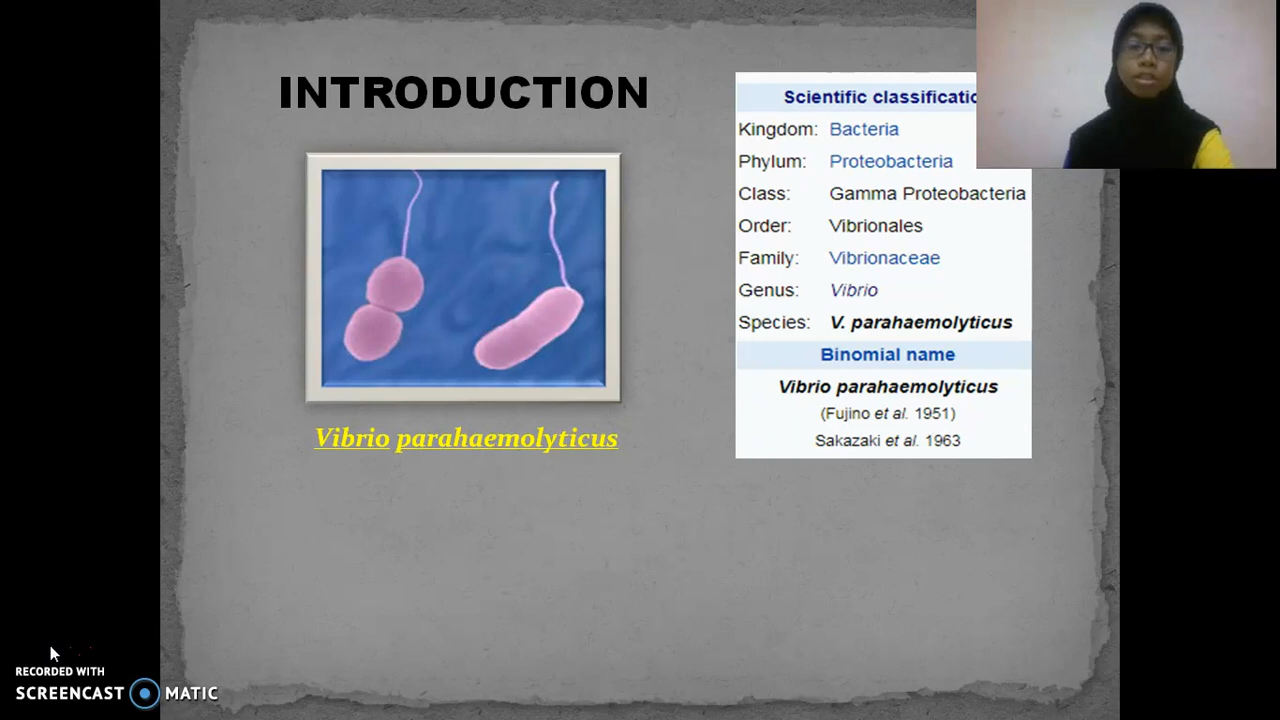 INTRODUCTION
Vibrio parahaemolyticus
Scientific
Kingdom: Bacteria
Phylum: Proteobacteria
Class: Gamma Proteobacteria
Order: Vibrionales
Family: Vibrionaceae
Genus: Vibrio
Species: V. parahaemolyticus
Binomial name
Vibrio parahaemolyticus
(Fujino et al. 1951)
Sakazaki et al. 1963
RECORDED WITH
SCREENCAST MATIC